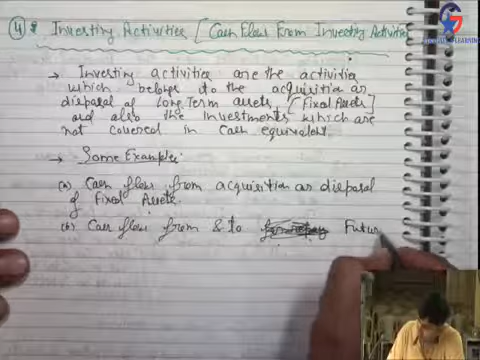 4) Investing Activities [Cash Flow From Investing Activities
→ Investing activities are the activities
which belongs to the acquisition or
disposal of Long Term assets, [Fixed Assets]
and also the investments which are
not covered in Cash equivalent.
→ Some Examples:
(a) Cash flow from acquisition or disposal
of Fixed Assets.
(b) Cash flow from & to Futur